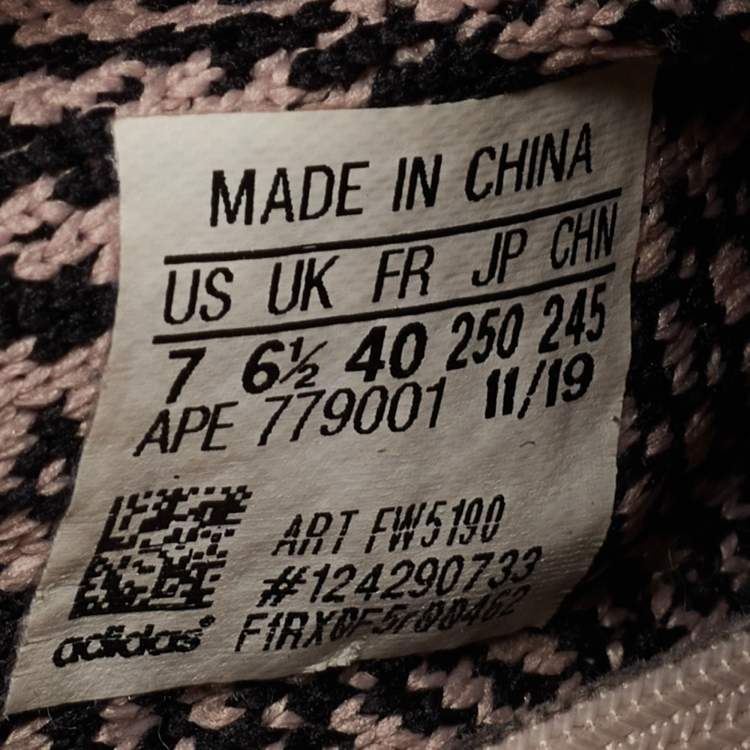 MADE IN CHINA
US UK FR JP CHN
7 6½ 40 250 245
APE 779001 11/19
ART FW5190
#124290733
adidas®